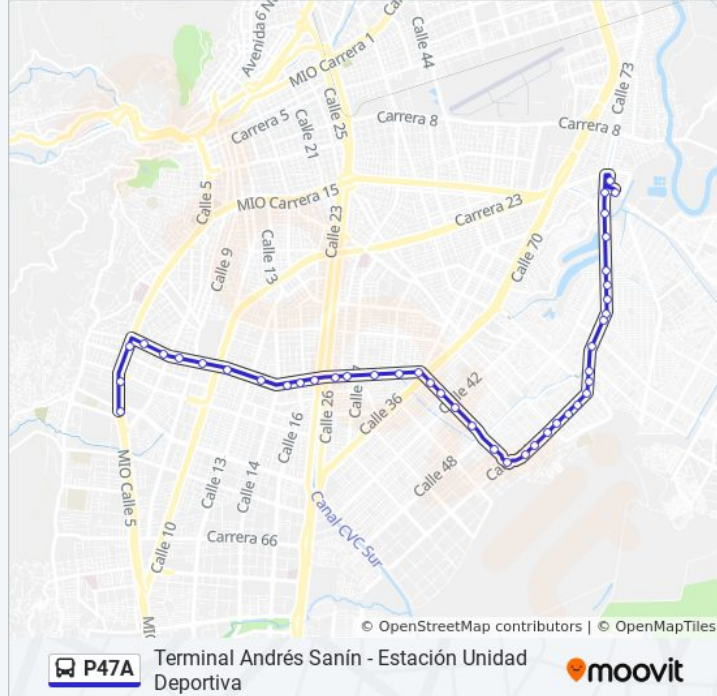 Avenida 6 N
MIO Carrera 1
Calle 44
Calle 73
Calle 25
Carrera 5
Calle 21
Carrera 8
Carrera 8
Calle 5
MIO Carrera 15
Calle 23
Carrera 23
Calle 9
Calle 13
Calle 70
Calle 26
Calle 42
Calle 36
Calle 16
Calle 48
MIO Calle 5
Calle 13
Calle 14
Canal CVC Sur
Calle 10
Carrera 66
© OpenStreetMap contributors | © OpenMapTiles
P47A
Terminal Andrés Sanín - Estación Unidad
Deportiva
moovit